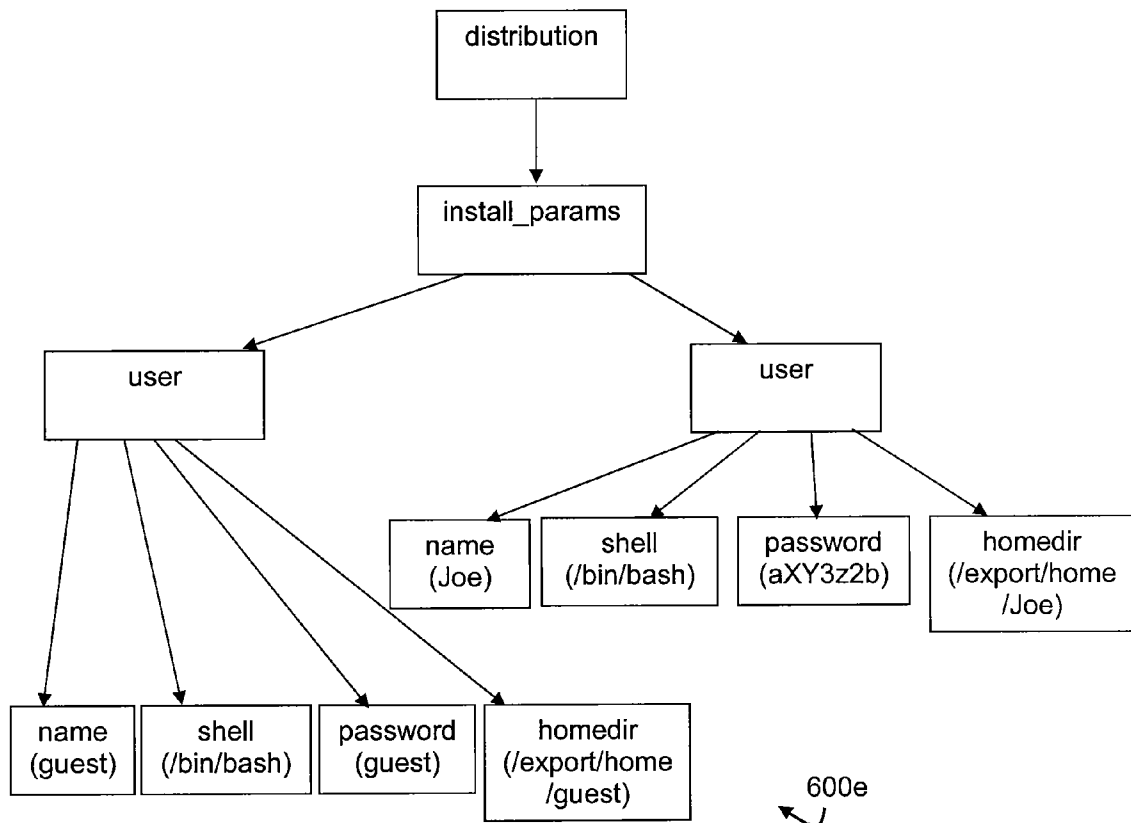 distribution
install_params
user
user
name
(Joe)
shell
(/bin/bash)
password
(aXY3z2b)
homedir
(/export/home
/Joe)
name
(guest)
shell
(/bin/bash)
password
(guest)
homedir
(/export/home
/guest)
600e